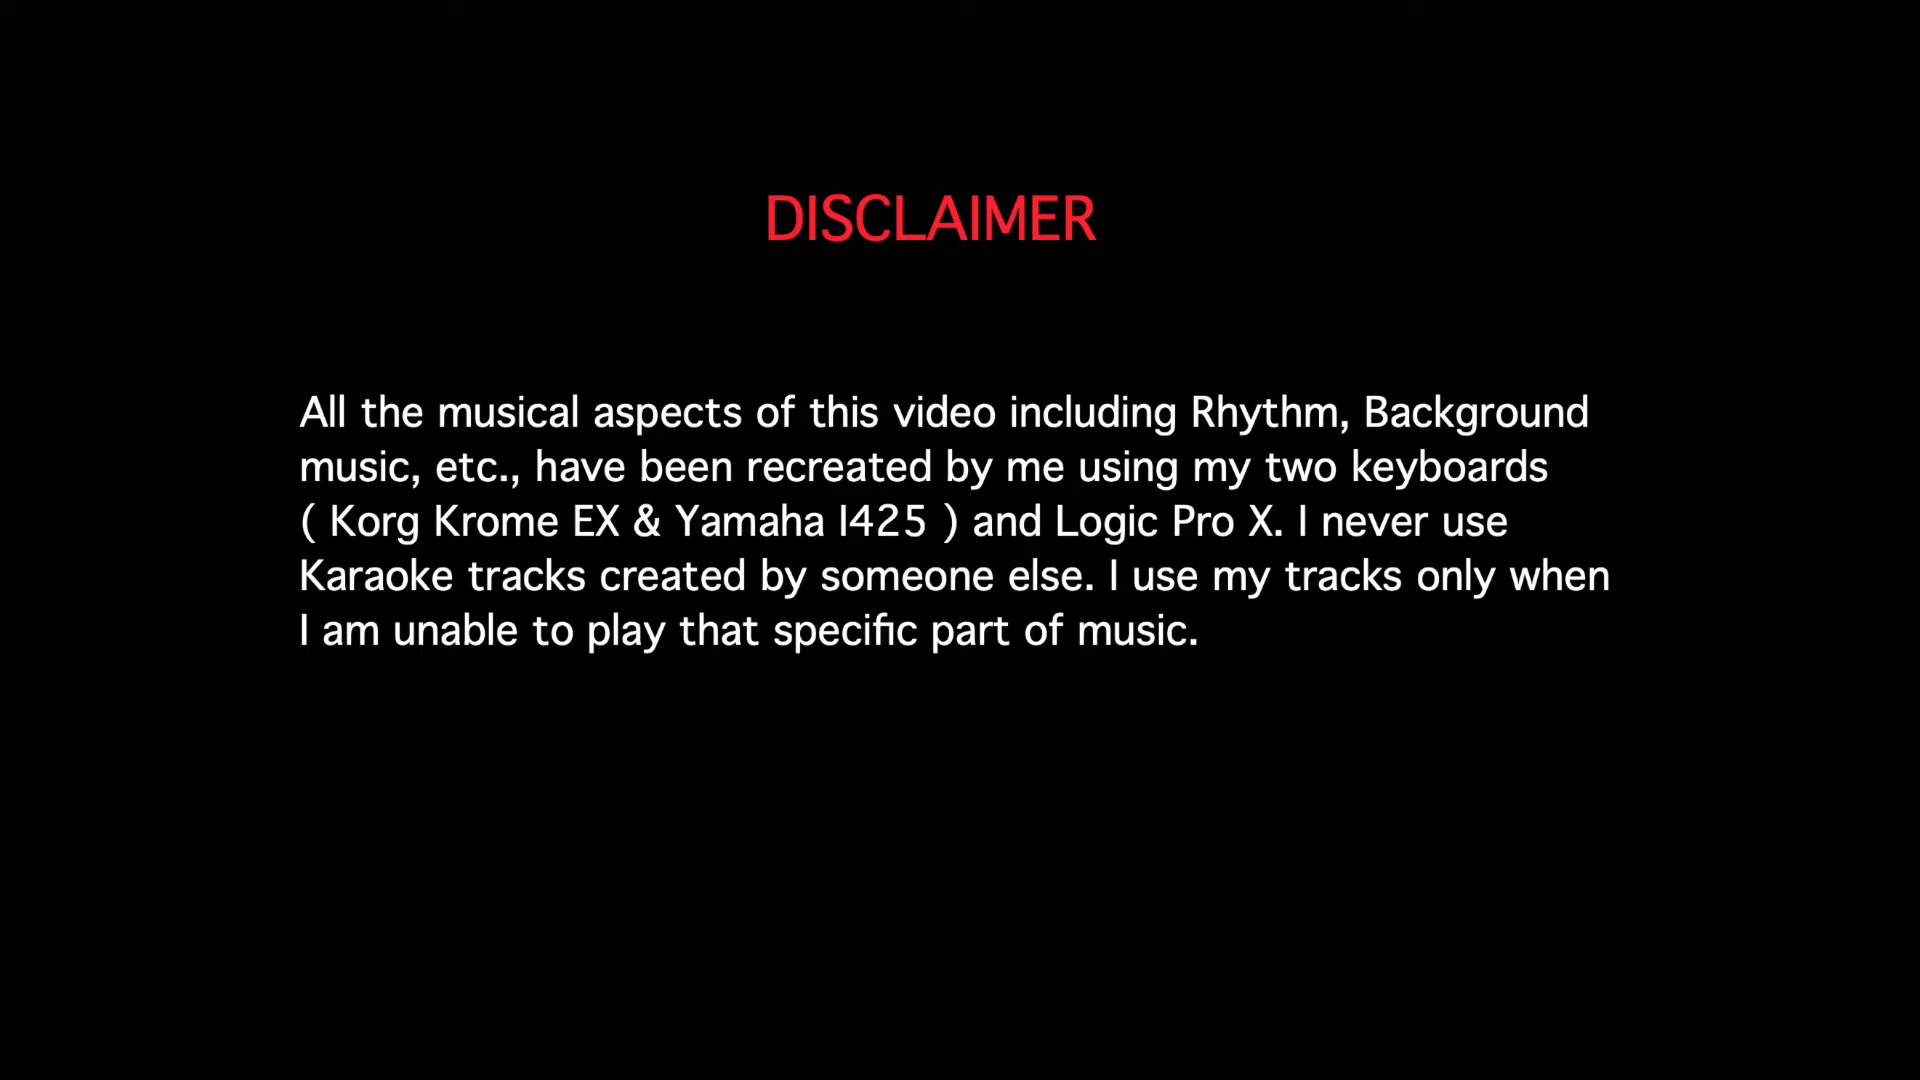 DISCLAIMER
All the musical aspects of this video including Rhythm, Background
music, etc., have been recreated by me using my two keyboards
( Korg Krome EX & Yamaha I425 ) and Logic Pro X. I never use
Karaoke tracks created by someone else. I use my tracks only when
I am unable to play that specific part of music.